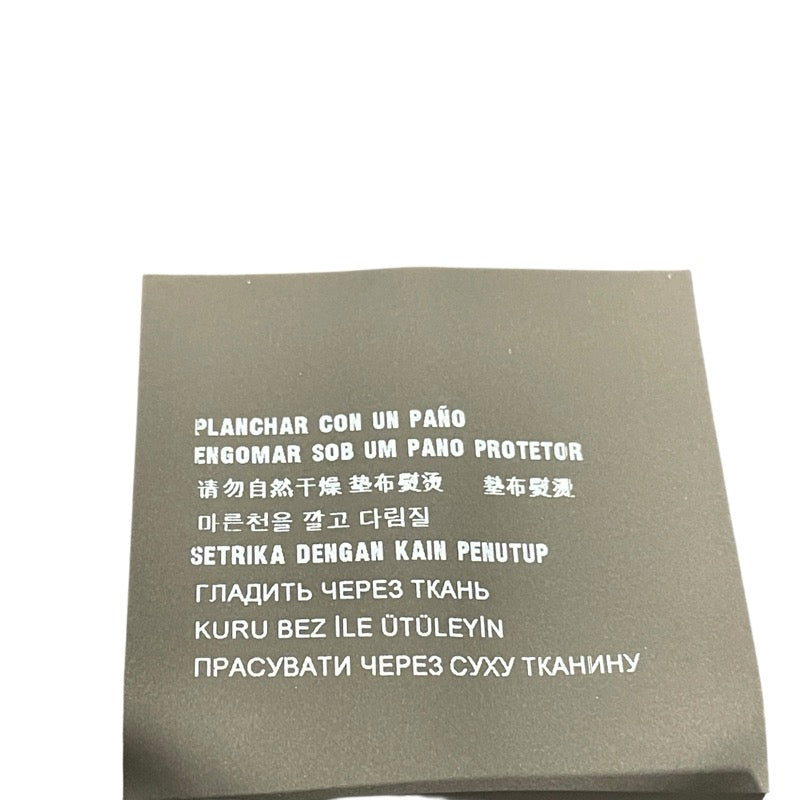 PLANCHAR CON UN PAÑO
ENGOMAR SOB UM PANO PROTETOR
请勿自然干燥 垫布熨烫 垫布熨燙
마른천을 깔고 다림질
SETRIKA DENGAN KAIN PENUTUP
ГЛАДИТЬ ЧЕРЕЗ ТКАНЬ
KURU BEZ İLE ÜTÜLEYİN
ПРАСУВАТИ ЧЕРЕЗ СУХУ ТКАНИНУ